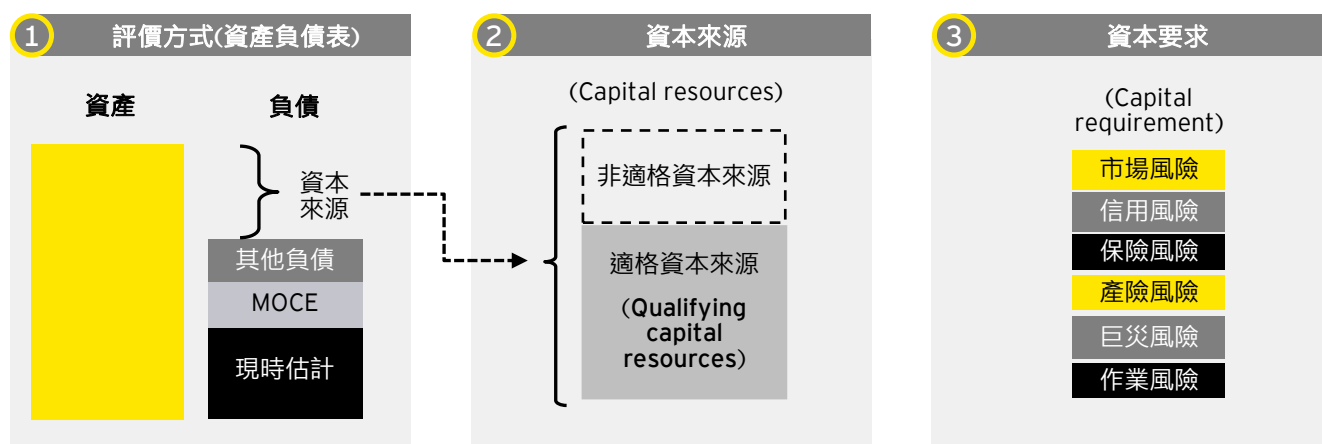 1
評價方式(資產負債表)
資產
負債
資本
來源
其他負債
MOCE
現時估計
2
資本來源
(Capital resources)
非適格資本來源
適格資本來源
(Qualifying
capital
resources)
3
資本要求
(Capital
requirement)
市場風險
信用風險
保險風險
產險風險
巨災風險
作業風險